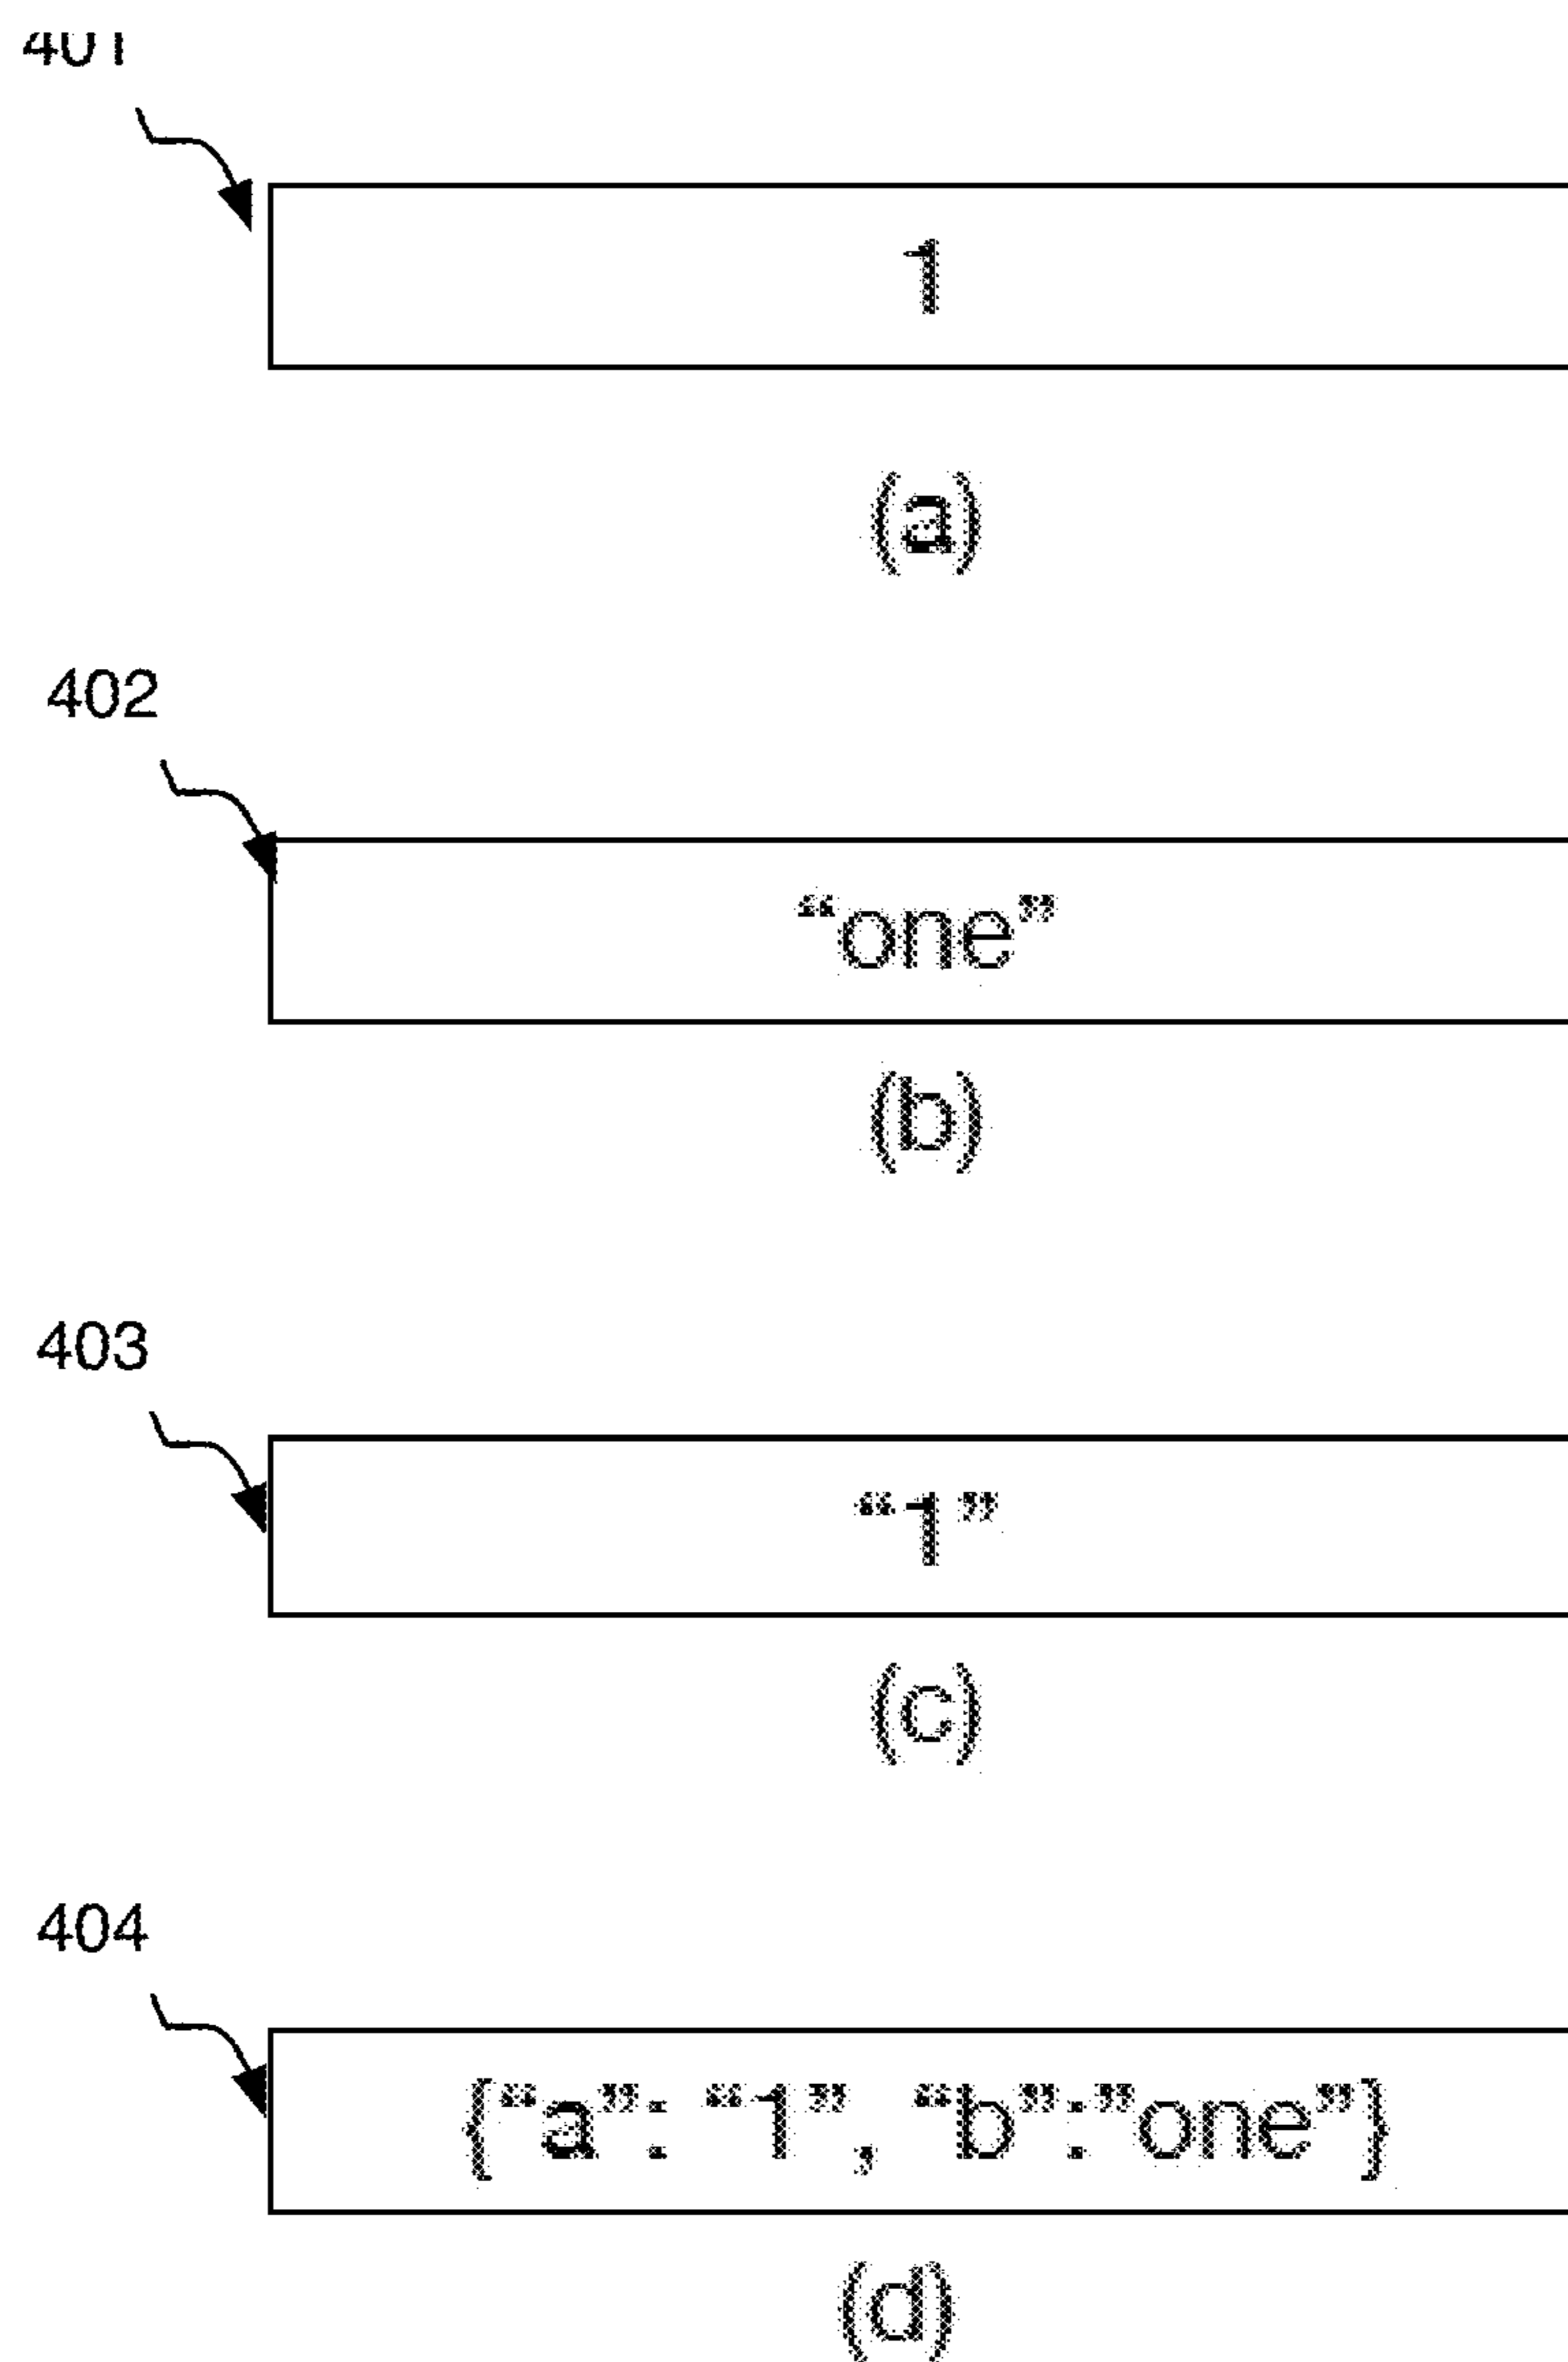 401
1
(a)
402
“one”
(b)
403
“1”
(c)
404
{“a”: “1”, “b”:”one”}
(d)